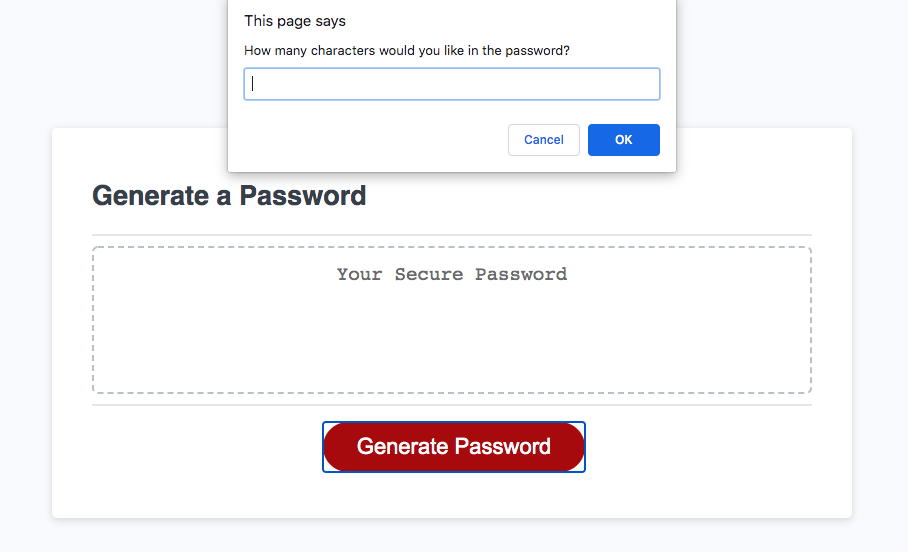 This page says
How many characters would you like in the password?
Cancel OK
Generate a Password
Your Secure Password
Generate Password